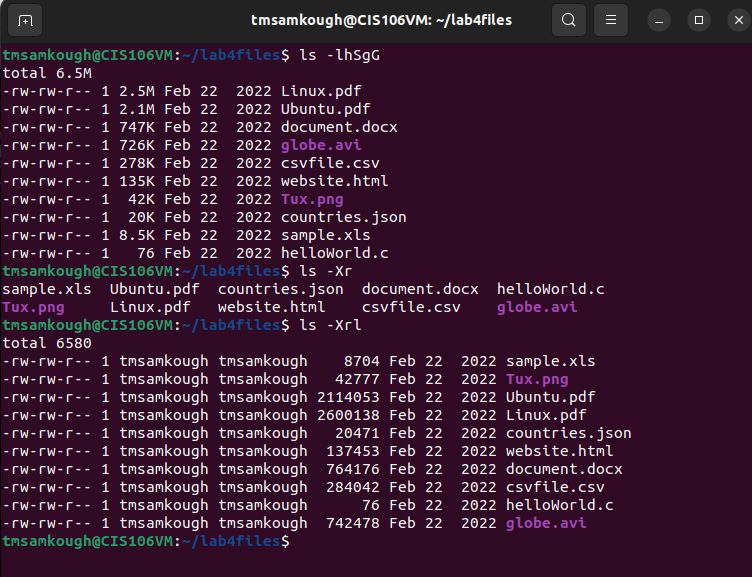 tmsamkough@CIS106VM: ~/lab4files
tmsamkough@CIS106VM:~/lab4files$ ls -lhSgG
total 6.5M
-rw-rw-r-- 1 2.5M Feb 22  2022 Linux.pdf
-rw-rw-r-- 1 2.1M Feb 22  2022 Ubuntu.pdf
-rw-rw-r-- 1 747K Feb 22  2022 document.docx
-rw-rw-r-- 1 726K Feb 22  2022 globe.avi
-rw-rw-r-- 1 278K Feb 22  2022 csvfile.csv
-rw-rw-r-- 1 135K Feb 22  2022 website.html
-rw-rw-r-- 1  42K Feb 22  2022 Tux.png
-rw-rw-r-- 1  20K Feb 22  2022 countries.json
-rw-rw-r-- 1 8.5K Feb 22  2022 sample.xls
-rw-rw-r-- 1   76 Feb 22  2022 helloWorld.c
tmsamkough@CIS106VM:~/lab4files$ ls -Xr
sample.xls  Ubuntu.pdf  countries.json  document.docx  helloWorld.c
Tux.png     Linux.pdf   website.html    csvfile.csv    globe.avi
tmsamkough@CIS106VM:~/lab4files$ ls -Xrl
total 6580
-rw-rw-r-- 1 tmsamkough tmsamkough    8704 Feb 22  2022 sample.xls
-rw-rw-r-- 1 tmsamkough tmsamkough   42777 Feb 22  2022 Tux.png
-rw-rw-r-- 1 tmsamkough tmsamkough 2114053 Feb 22  2022 Ubuntu.pdf
-rw-rw-r-- 1 tmsamkough tmsamkough 2600138 Feb 22  2022 Linux.pdf
-rw-rw-r-- 1 tmsamkough tmsamkough   20471 Feb 22  2022 countries.json
-rw-rw-r-- 1 tmsamkough tmsamkough  137453 Feb 22  2022 website.html
-rw-rw-r-- 1 tmsamkough tmsamkough  764176 Feb 22  2022 document.docx
-rw-rw-r-- 1 tmsamkough tmsamkough  284042 Feb 22  2022 csvfile.csv
-rw-rw-r-- 1 tmsamkough tmsamkough      76 Feb 22  2022 helloWorld.c
-rw-rw-r-- 1 tmsamkough tmsamkough  742478 Feb 22  2022 globe.avi
tmsamkough@CIS106VM:~/lab4files$